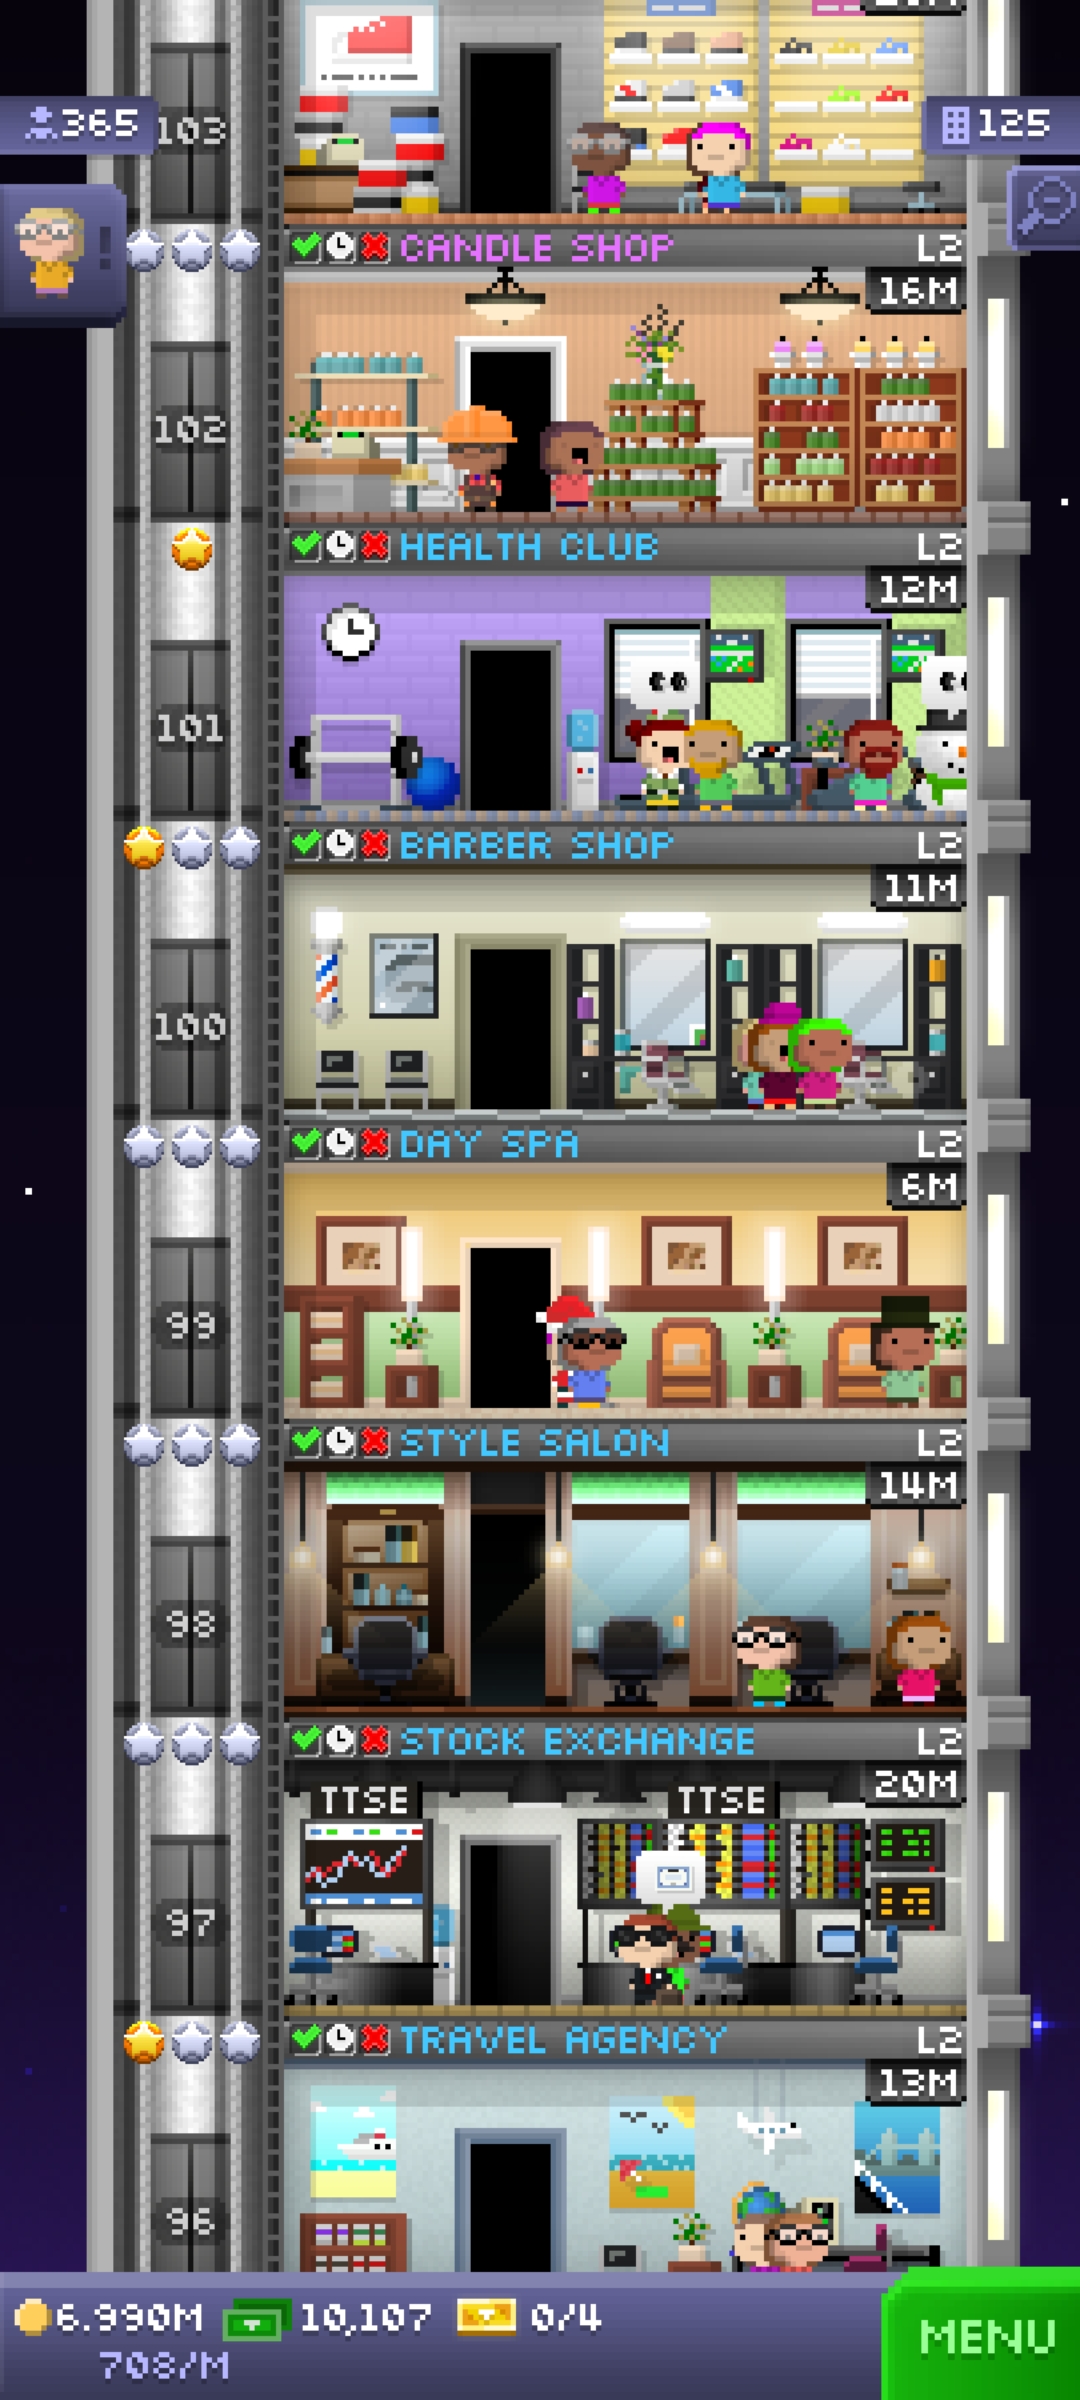 365
103
125
CANDLE SHOP L2
16M
102
HEALTH CLUB L2
12M
101
BARBER SHOP L2
11M
100
DAY SPA L2
6M
99
STYLE SALON L2
14M
98
STOCK EXCHANGE L2
20M
TTSE TTSE
97
TRAVEL AGENCY L2
13M
96
6.990M 10,107 0/4
708/M
MENU